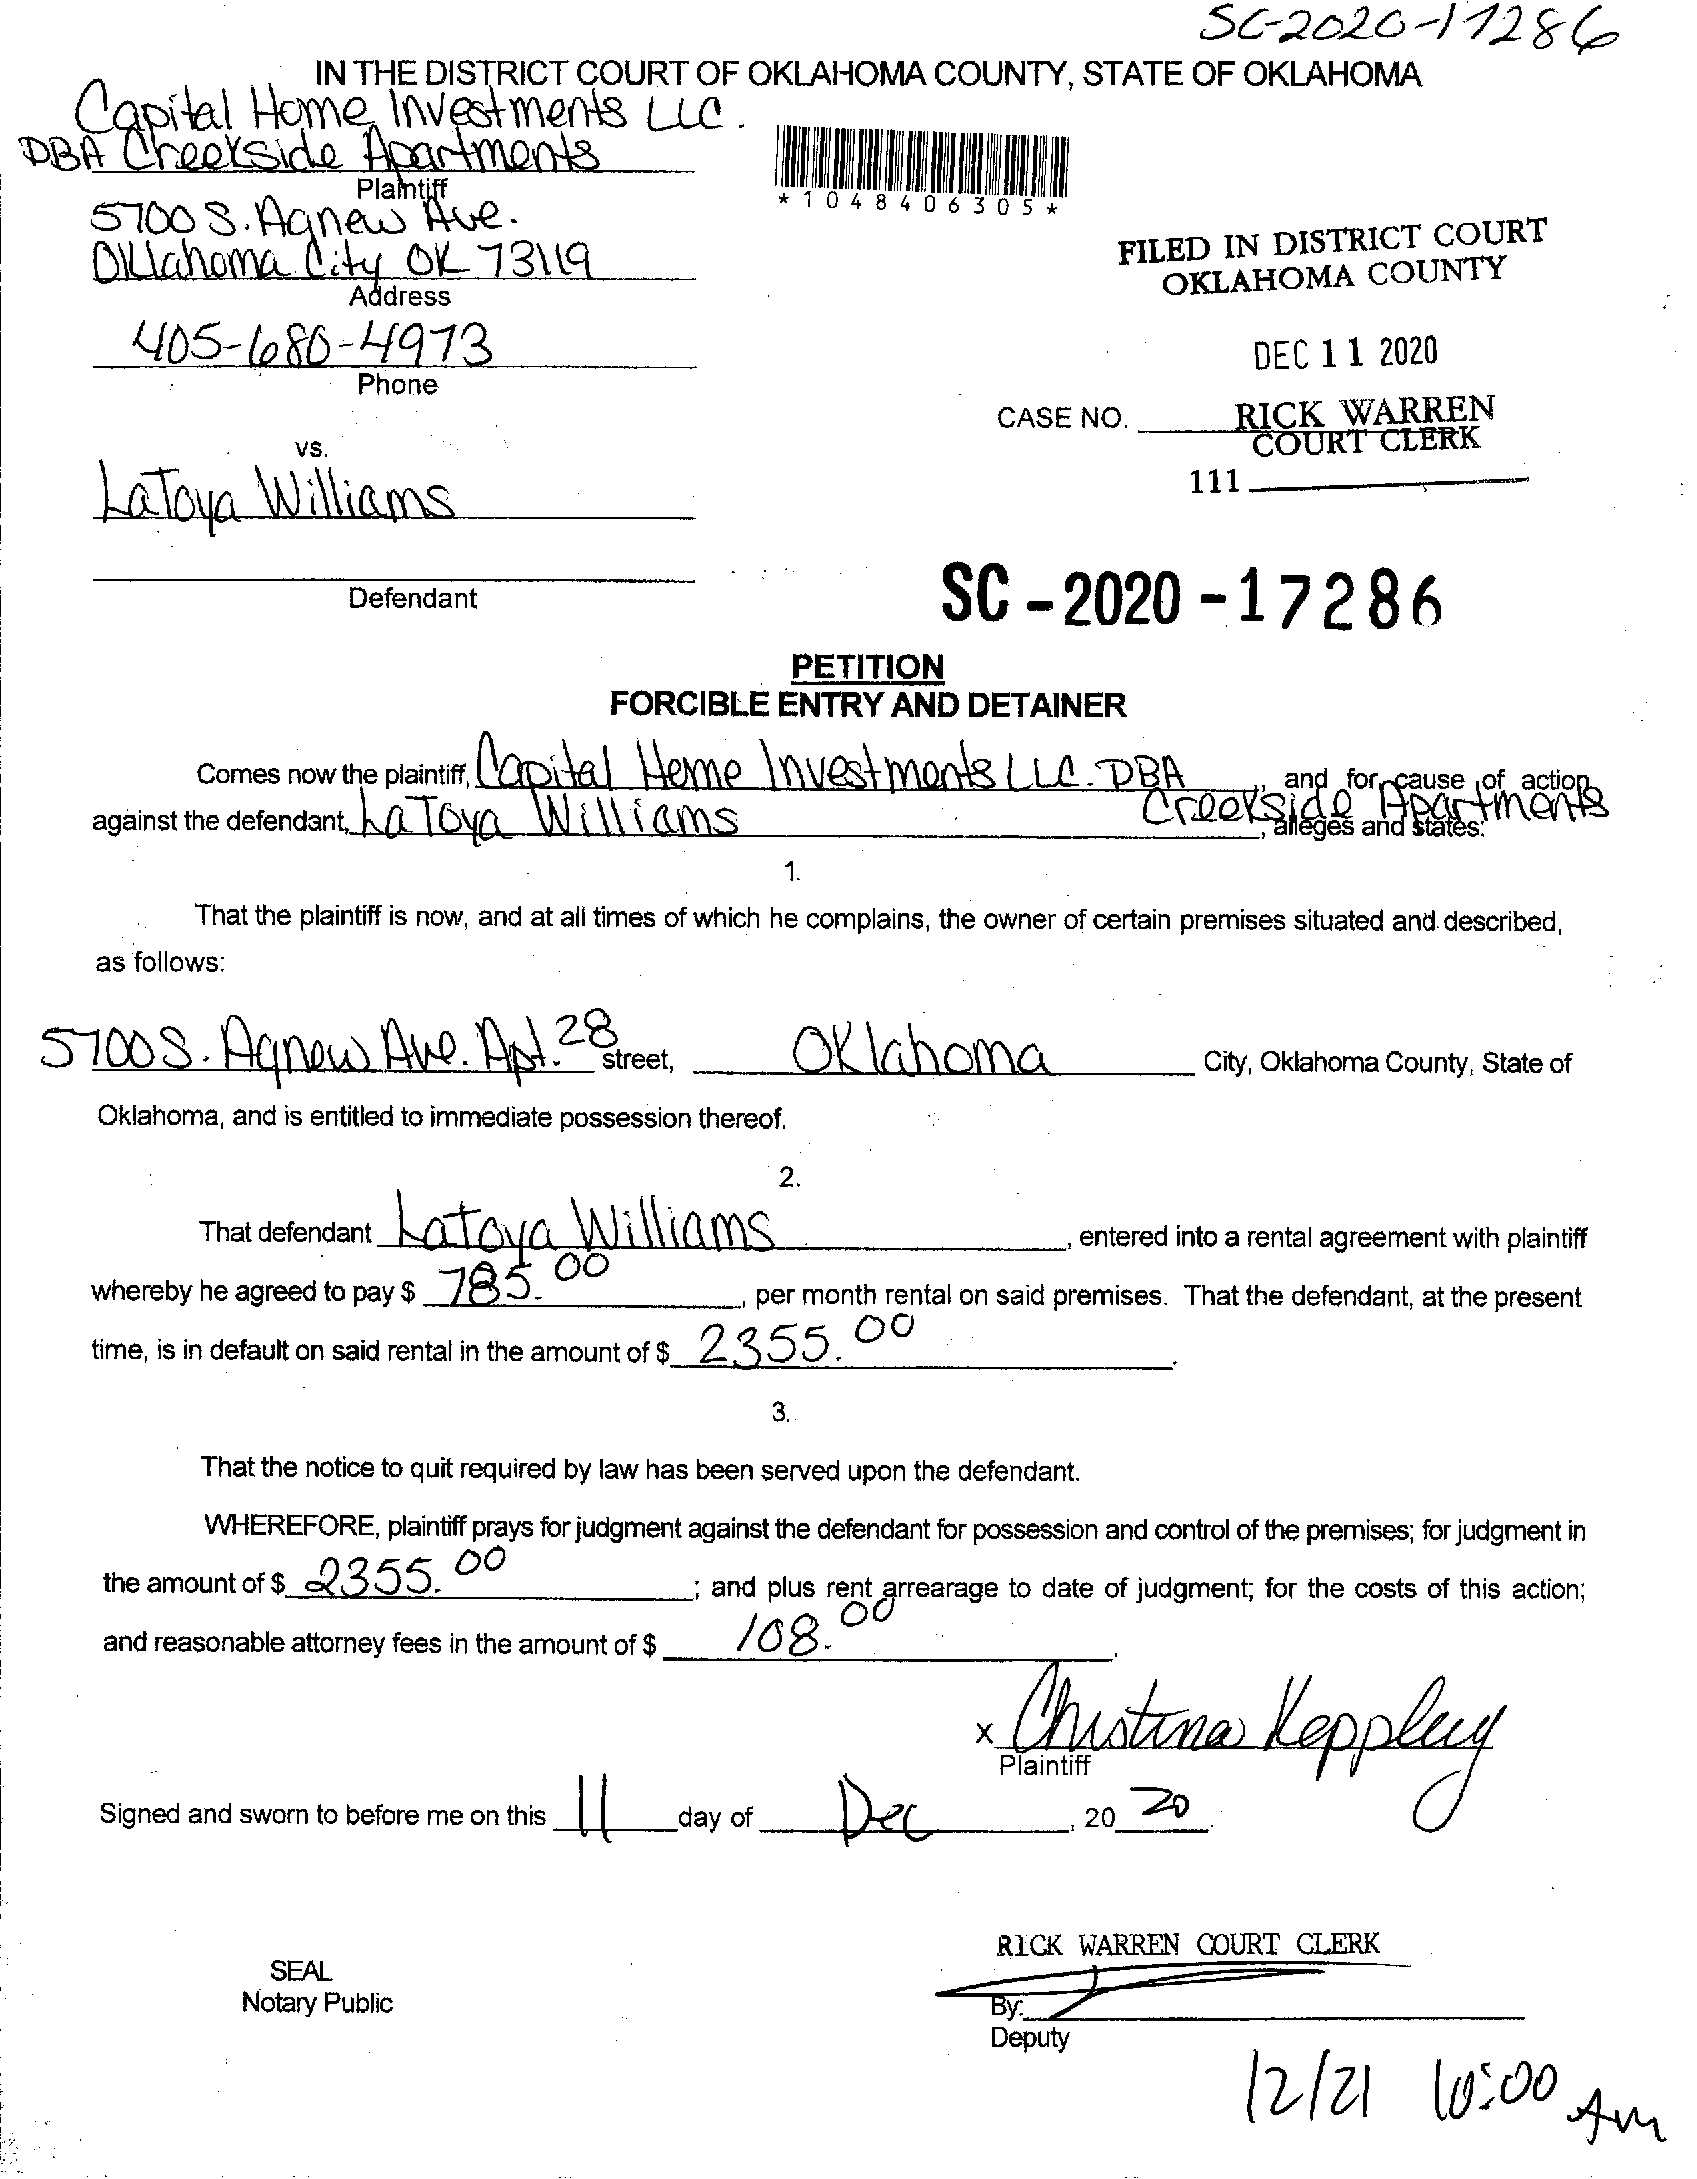 SC-2020-17286
IN THE DISTRICT COURT OF OKLAHOMA COUNTY, STATE OF OKLAHOMA
Capital Home Investments LLC.
DBA Creekside Apartments
Plaintiff
5700 S. Agnew Ave.
Oklahoma City OK 73119
Address
405-680-4973
Phone
*1048406305*
FILED IN DISTRICT COURT
OKLAHOMA COUNTY
DEC 11 2020
CASE NO. RICK WARREN
COURT CLERK
111
vs.
LaToya Williams
Defendant
SC-2020-17286
PETITION
FORCIBLE ENTRY AND DETAINER
Comes now the plaintiff, Capital Home Investments LLC. DBA Creekside Apartments, and for cause of action
against the defendant, LaToya Williams, alleges and states:
1.
That the plaintiff is now, and at all times of which he complains, the owner of certain premises situated and described,
as follows:
5700 S. Agnew Ave. Apt. 28 street, Oklahoma City, Oklahoma County, State of
Oklahoma, and is entitled to immediate possession thereof.
2.
That defendant Latoya Williams, entered into a rental agreement with plaintiff
whereby he agreed to pay $ 785.00, per month rental on said premises. That the defendant, at the present
time, is in default on said rental in the amount of $ 2355.00.
3.
That the notice to quit required by law has been served upon the defendant.
WHEREFORE, plaintiff prays for judgment against the defendant for possession and control of the premises; for judgment in
the amount of $ 2355.00; and plus rent arrearage to date of judgment; for the costs of this action;
and reasonable attorney fees in the amount of $ 108.00.
x Christina Keppley
Plaintiff
Signed and sworn to before me on this 11 day of Dec, 20 20.
RICK WARREN COURT CLERK
SEAL
Notary Public
By:
Deputy
12/21 10:00 AM